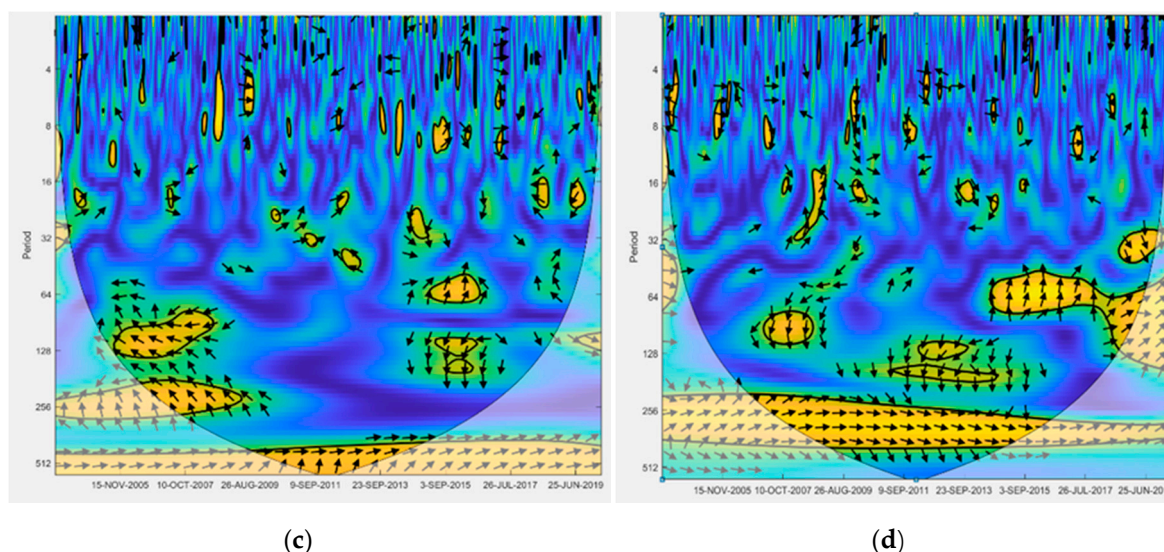 4
8
16
32
64
128
256
512
Period
15-NOV-2005 10-OCT-2007 26-AUG-2009 9-SEP-2011 23-SEP-2013 3-SEP-2015 26-JUL-2017 25-JUN-2019
(c)
4
8
16
32
64
128
256
512
Period
15-NOV-2005 10-OCT-2007 26-AUG-2009 9-SEP-2011 23-SEP-2013 3-SEP-2015 26-JUL-2017 25-JUN-20
(d)